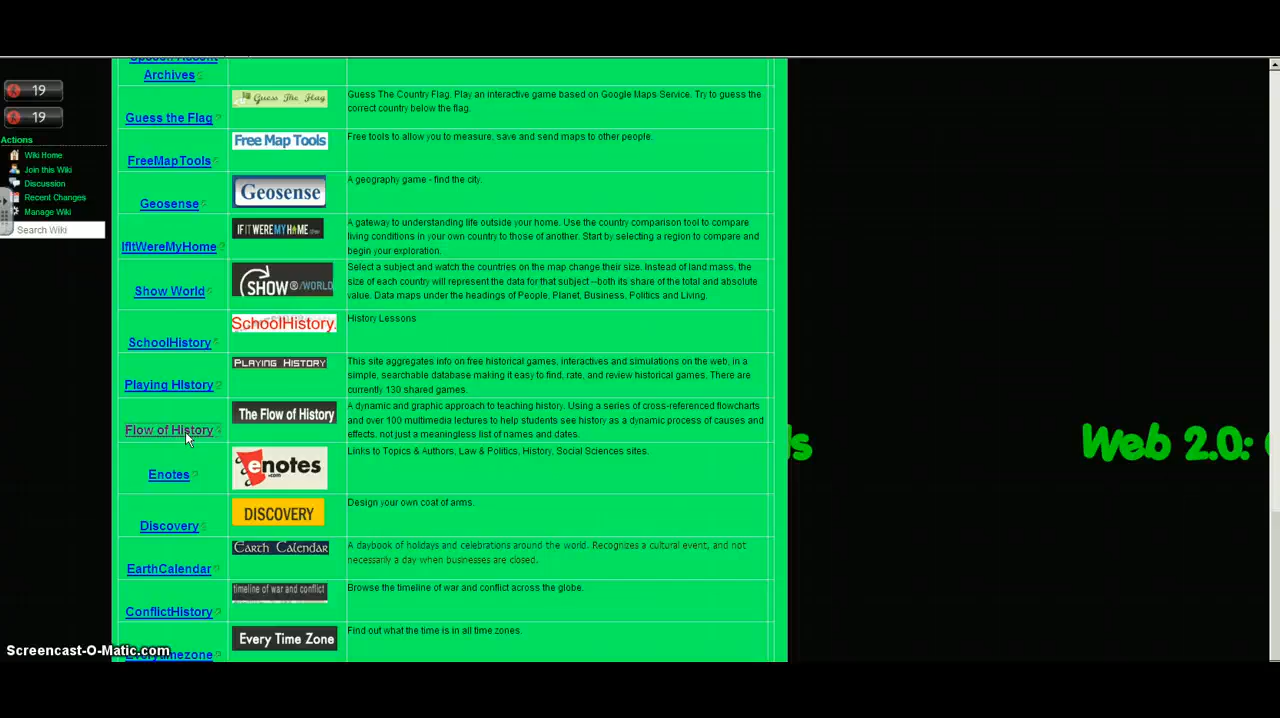 Speech Accent
Archives
19
19
Actions
Wiki Home
Join this Wiki
Discussion
Recent Changes
Manage Wiki
Search Wiki
Guess the Flag
Guess The Flag
Guess The Country Flag. Play an interactive game based on Google Maps Service. Try to guess the
correct country below the flag.
FreeMapTools
Free Map Tools
Free tools to allow you to measure, save and send maps to other people.
Geosense
Geosense
A geography game - find the city.
IfItWereMyHome
IF IT WERE MY HOME
A gateway to understanding life outside your home. Use the country comparison tool to compare
living conditions in your own country to those of another. Start by selecting a region to compare and
begin your exploration.
Show World
SHOW®/WORLD
Select a subject and watch the countries on the map change their size. Instead of land mass, the
size of each country will represent the data for that subject --both its share of the total and absolute
value. Data maps under the headings of People, Planet, Business, Politics and Living.
SchoolHistory
SchoolHistory.
History Lessons
Playing HIstory
PLAYING HISTORY
This site aggregates info on free historical games, interactives and simulations on the web, in a
simple, searchable database making it easy to find, rate, and review historical games, There are
currently 130 shared games.
Flow of History
The Flow of History
A dynamic and graphic approach to teaching history. Using a series of cross-referenced flowcharts
and over 100 multimedia lectures to help students see history as a dynamic process of causes and
effects, not just a meaningless list of names and dates.
Enotes
enotes
.com
Links to Topics & Authors, Law & Politics, History, Social Sciences sites.
Discovery
DISCOVERY
Design your own coat of arms.
EarthCalendar
Earth Calendar
A daybook of holidays and celebrations around the world. Recognizes a cultural event, and not
necessarily a day when businesses are closed.
ConflictHistory
timeline of war and conflict
Browse the timeline of war and conflict across the globe.
Everytimezone
Every Time Zone
Find out what the time is in all time zones.
Web 2.0:
Screencast-O-Matic.com